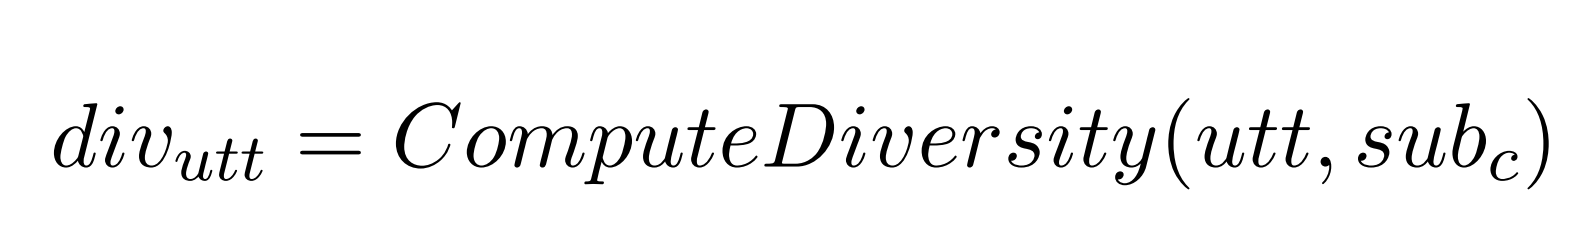 div_{utt} = ComputeDiversity(utt, sub_c)